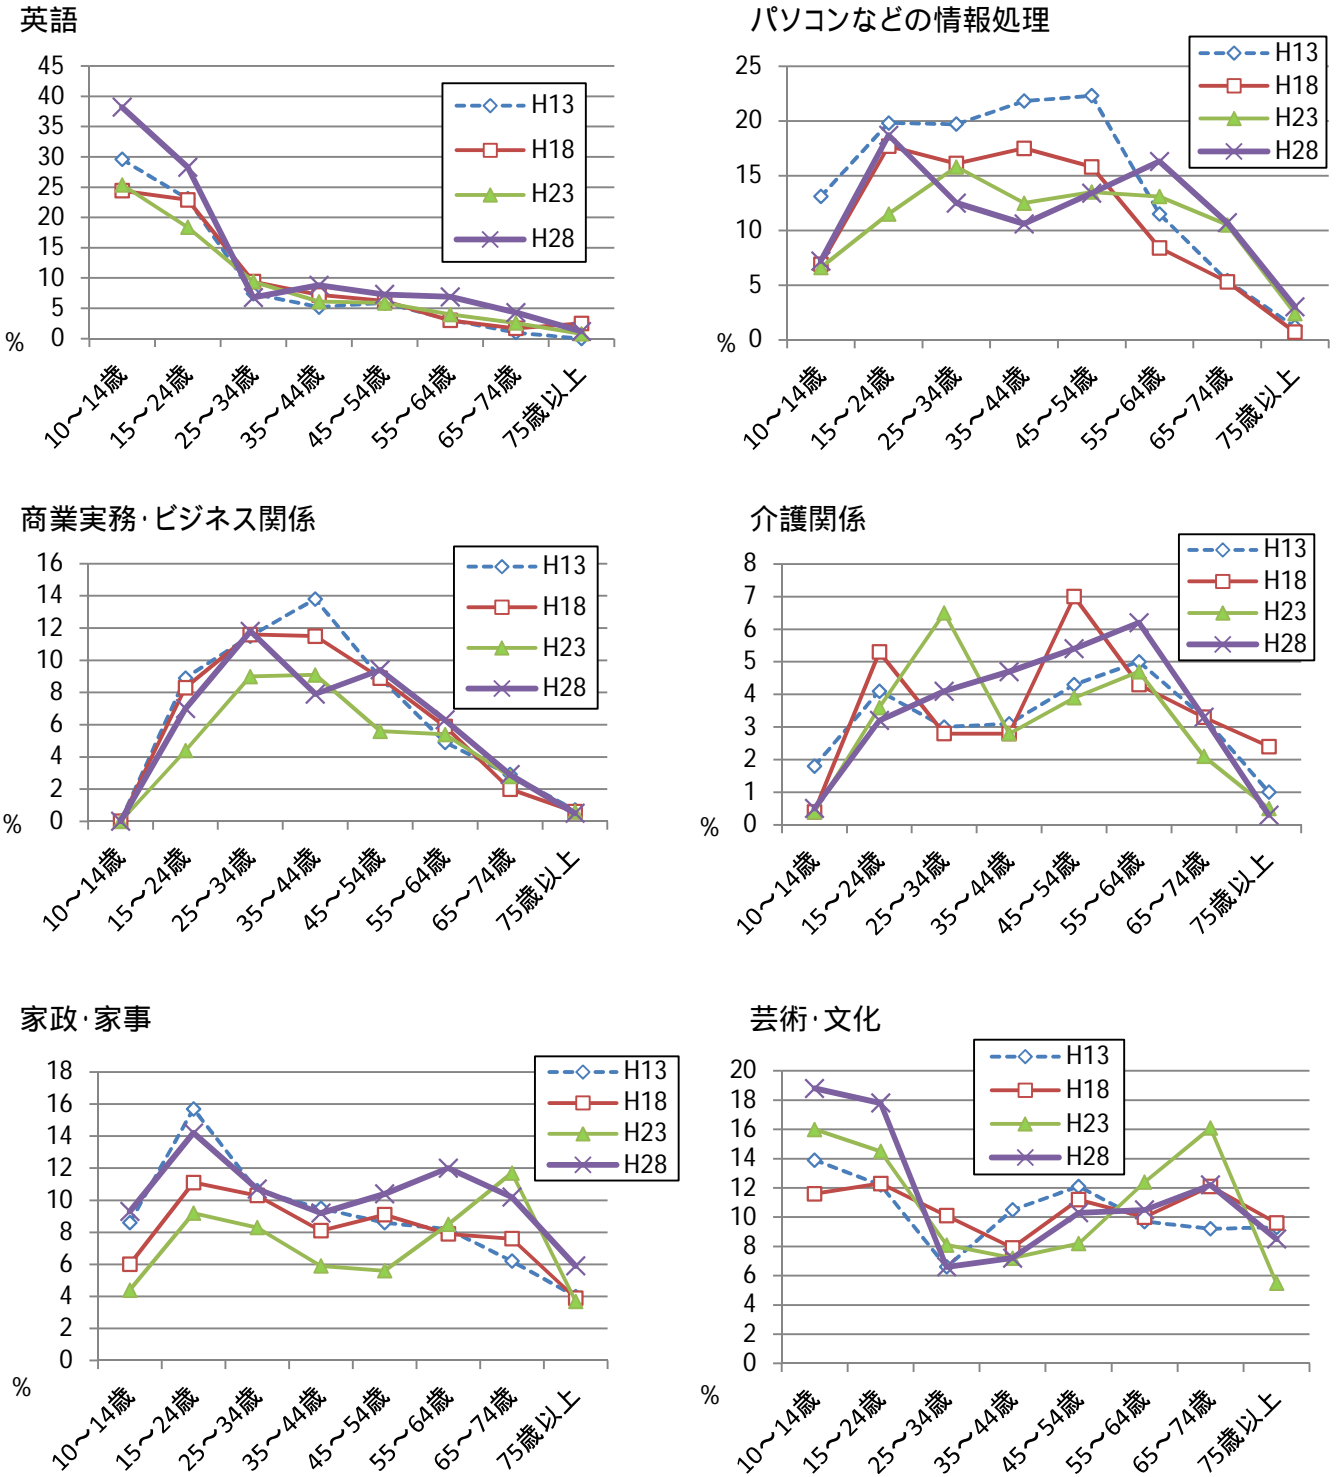 英語
45
40
35
30
25
20
15
10
5
0
%
H13
H18
H23
H28
10～14歳
15～24歳
25～34歳
35～44歳
45～54歳
55～64歳
65～74歳
75歳以上
パソコンなどの情報処理
25
20
15
10
5
0
%
H13
H18
H23
H28
10～14歳
15～24歳
25～34歳
35～44歳
45～54歳
55～64歳
65～74歳
75歳以上
商業実務・ビジネス関係
16
14
12
10
8
6
4
2
0
%
H13
H18
H23
H28
10～14歳
15～24歳
25～34歳
35～44歳
45～54歳
55～64歳
65～74歳
75歳以上
介護関係
8
7
6
5
4
3
2
1
0
%
H13
H18
H23
H28
10～14歳
15～24歳
25～34歳
35～44歳
45～54歳
55～64歳
65～74歳
75歳以上
家政・家事
18
16
14
12
10
8
6
4
2
0
%
H13
H18
H23
H28
10～14歳
15～24歳
25～34歳
35～44歳
45～54歳
55～64歳
65～74歳
75歳以上
芸術・文化
20
18
16
14
12
10
8
6
4
2
0
%
H13
H18
H23
H28
10～14歳
15～24歳
25～34歳
35～44歳
45～54歳
55～64歳
65～74歳
75歳以上